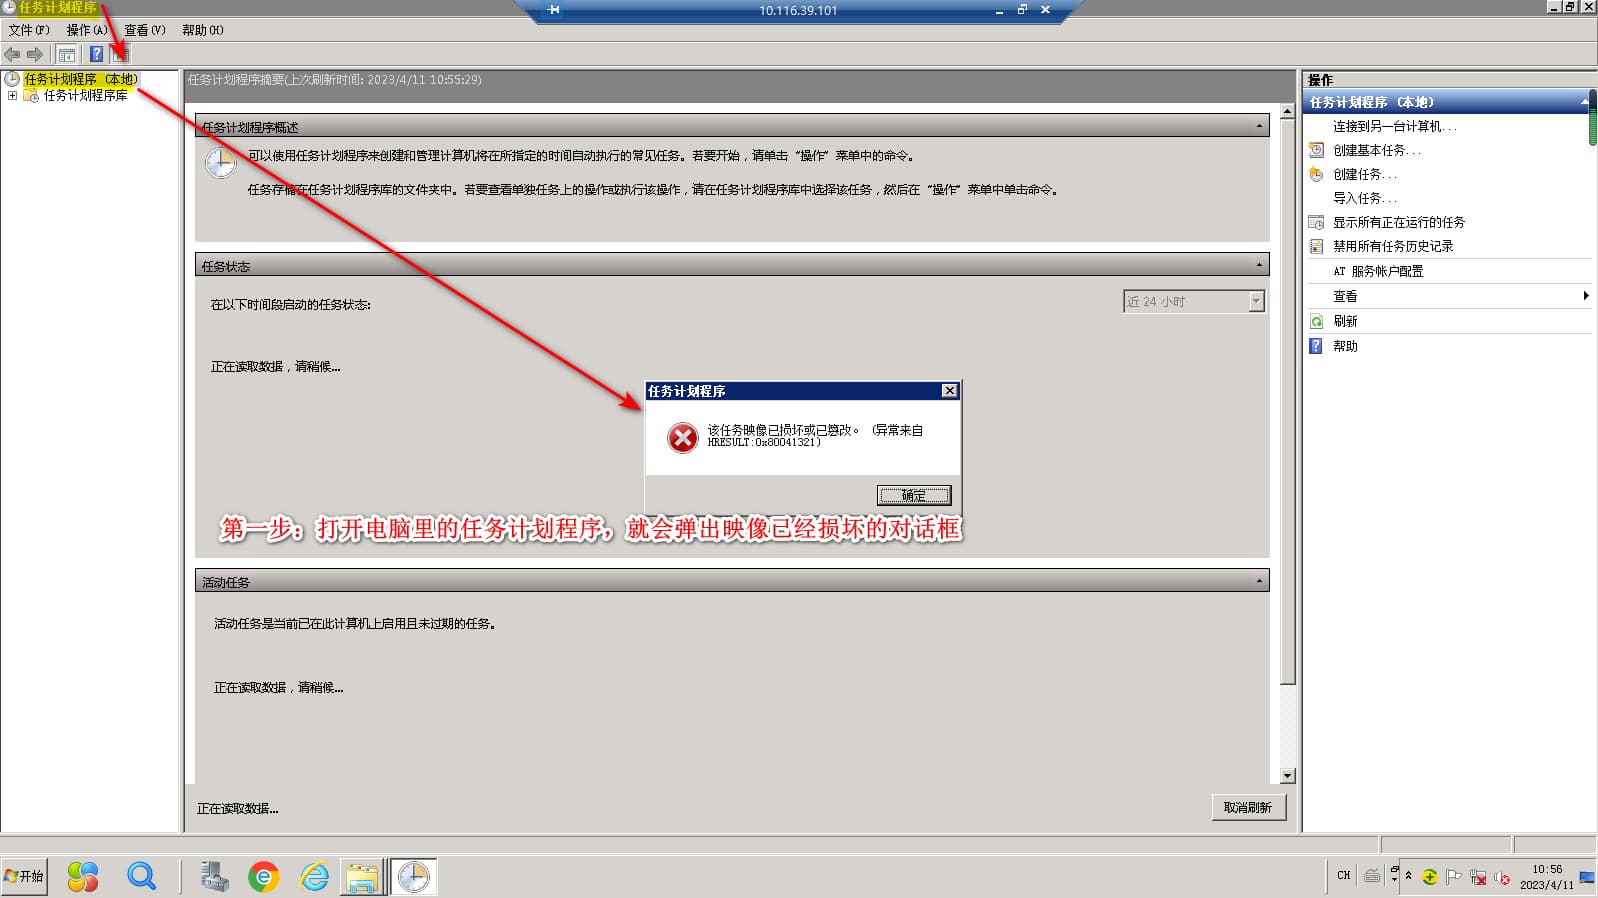 任务计划程序
10.116.39.101
文件(F) 操作(A) 查看(V) 帮助(H)
任务计划程序 (本地)
任务计划程序库
任务计划程序摘要(上次刷新时间: 2023/4/11 10:55:29)
任务计划程序概述
可以使用任务计划程序来创建和管理计算机将在所指定的时间自动执行的常见任务。若要开始，请单击“操作”菜单中的命令。
任务存储在任务计划程序库的文件夹中。若要查看单独任务上的操作或执行该操作，请在任务计划程序库中选择该任务，然后在“操作”菜单中单击命令。
任务状态
在以下时间段启动的任务状态:
近 24 小时
正在读取数据，请稍候...
任务计划程序
该任务映像已损坏或已篡改。 (异常来自
HRESULT:0x80041321)
确定
第一步：打开电脑里的任务计划程序，就会弹出映像已经损坏的对话框
活动任务
活动任务是当前已在此计算机上启用且未过期的任务。
正在读取数据，请稍候...
正在读取数据...
取消刷新
操作
任务计划程序 (本地)
连接到另一台计算机...
创建基本任务...
创建任务...
导入任务...
显示所有正在运行的任务
禁用所有任务历史记录
AT 服务帐户配置
查看
刷新
帮助
开始
CH
10:56
2023/4/11